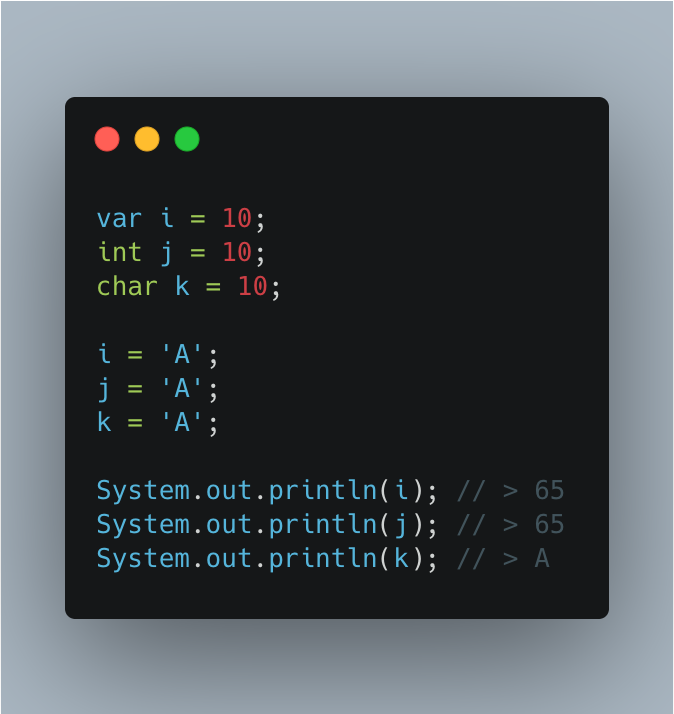 var i = 10;
int j = 10;
char k = 10;
i = 'A';
j = 'A';
k = 'A';
System.out.println(i); // > 65
System.out.println(j); // > 65
System.out.println(k); // > A